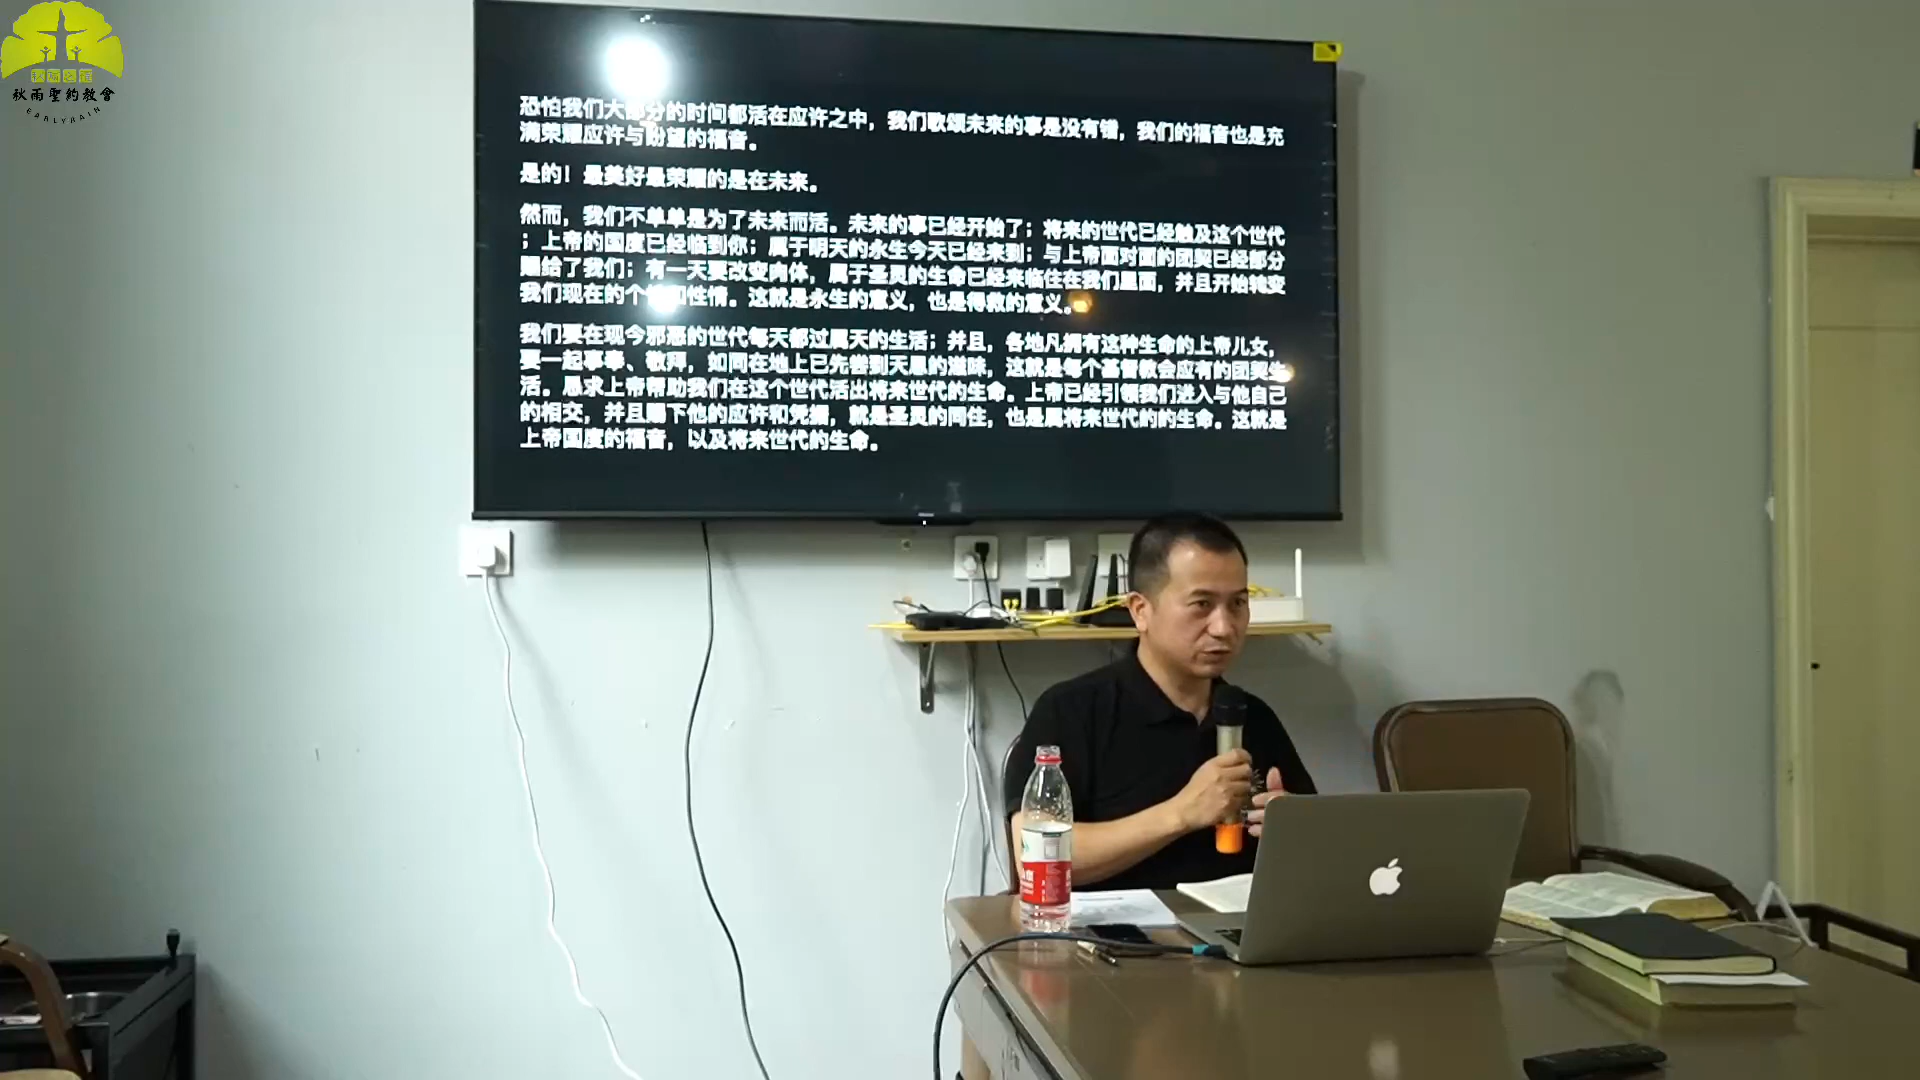 秋雨之福
秋雨聖約教會
EARLYRAIN
恐怕我们大部分的时间都活在应许之中，我们歌颂未来的事是没有错，我们的福音也是充
满荣耀应许与盼望的福音。
是的！最美好最荣耀的是在未来。
然而，我们不单单是为了未来而活。未来的事已经开始了；将来的世代已经触及这个世代
；上帝的国度已经临到你；属于明天的永生今天已经来到；与上帝面对面的团契已经部分
赐给了我们；有一天要改变肉体，属于圣灵的生命已经来临住在我们里面，并且开始转变
我们现在的个性和性情。这就是永生的意义，也是得救的意义。
我们要在现今邪恶的世代每天都过属天的生活；并且，各地凡拥有这种生命的上帝儿女，
要一起事奉、敬拜，如同在地上已先尝到天恩的滋味，这就是每个基督教会应有的团契生
活。恳求上帝帮助我们在这个世代活出将来世代的生命。上帝已经引领我们进入与他自己
的相交，并且赐下他的应许和凭据，就是圣灵的同住，也是属将来世代的的生命。这就是
上帝国度的福音，以及将来世代的生命。